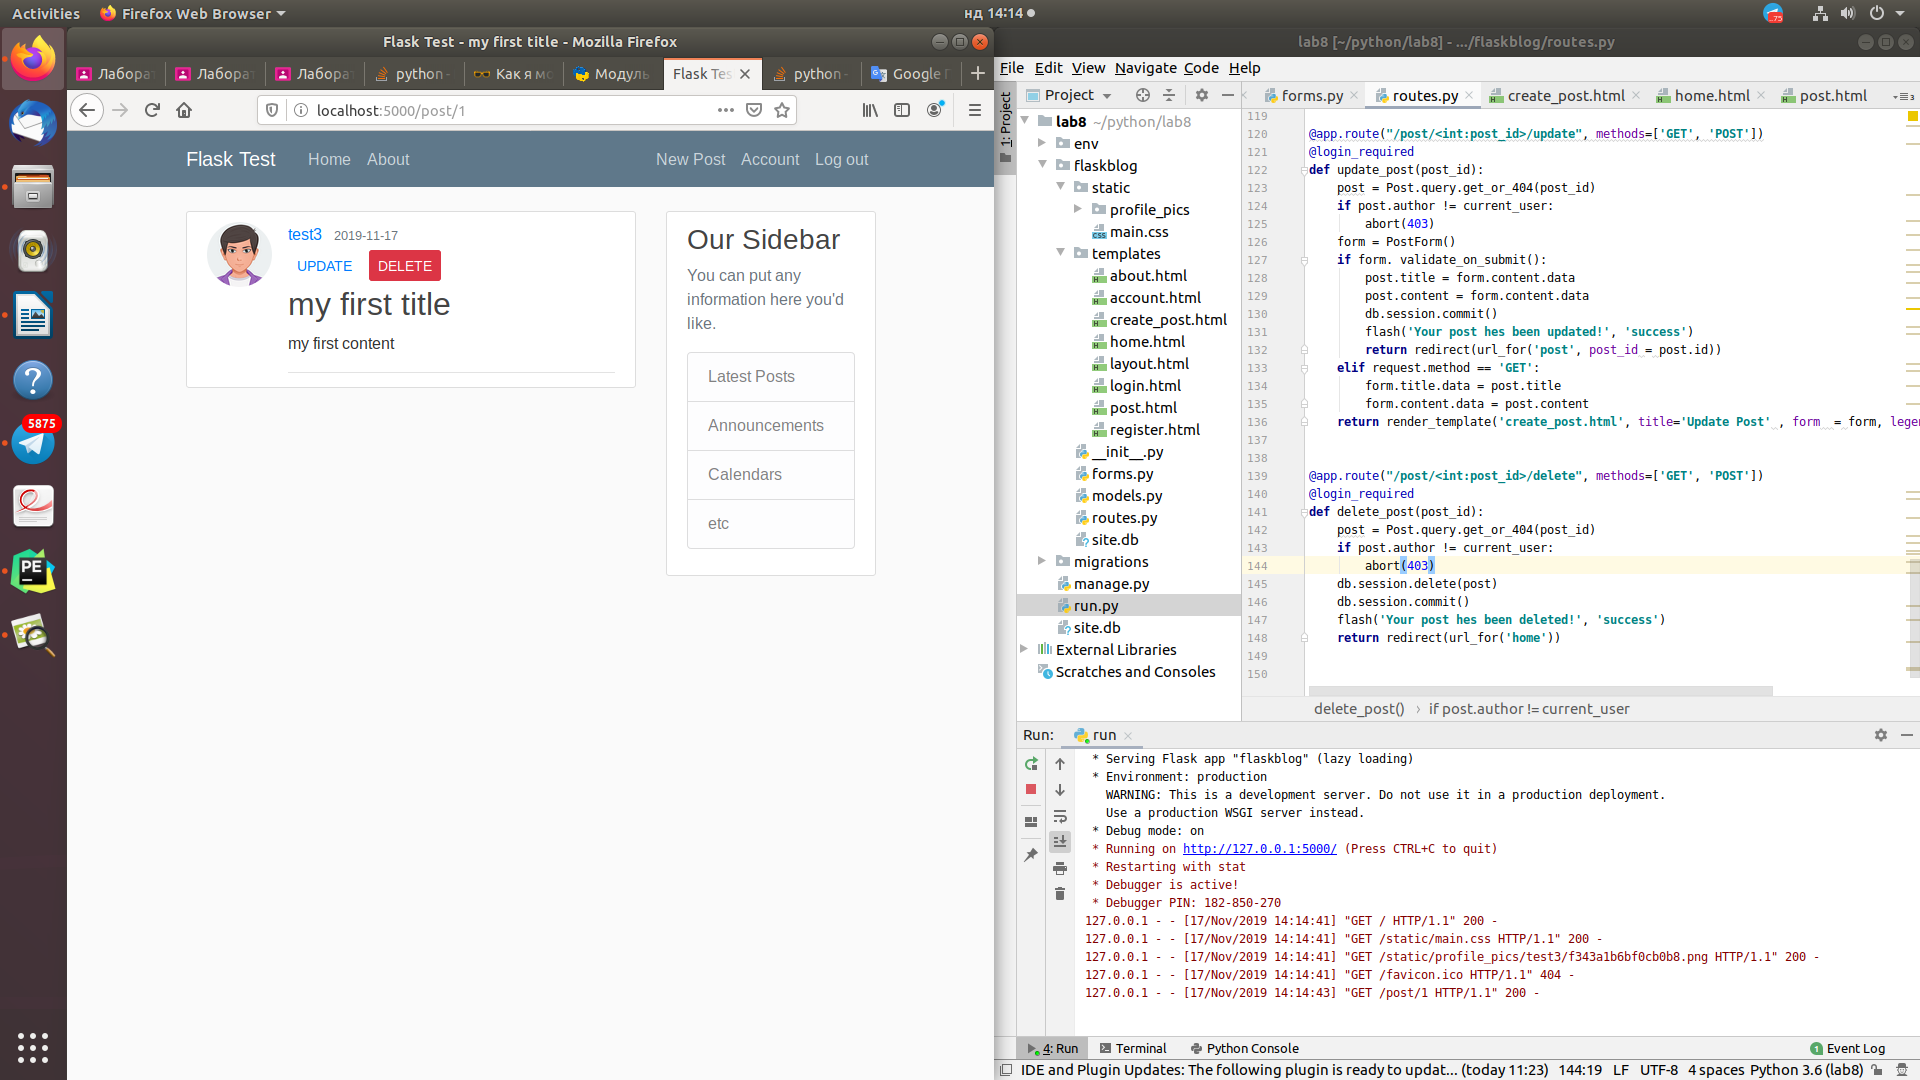 Activities
Firefox Web Browser
нд 14:14
75
Flask Test - my first title - Mozilla Firefox
Лабора
Лабора
Лабора
python -
Как я мо
Модуль
Flask Tes
python -
Google
localhost:5000/post/1
Flask Test
Home
About
New Post
Account
Log out
test3
2019-11-17
UPDATE
DELETE
my first title
my first content
Our Sidebar
You can put any
information here you'd
like.
Latest Posts
Announcements
Calendars
etc
5875
lab8 [~/python/lab8] - .../flaskblog/routes.py
File Edit View Navigate Code Help
1: Project
Project
forms.py
routes.py
create_post.html
home.html
post.html
lab8 ~/python/lab8
env
flaskblog
static
profile_pics
main.css
templates
about.html
account.html
create_post.html
home.html
layout.html
login.html
post.html
register.html
__init__.py
forms.py
models.py
routes.py
site.db
migrations
manage.py
run.py
site.db
External Libraries
Scratches and Consoles
119
120 @app.route("/post/<int:post_id>/update", methods=['GET', 'POST'])
121 @login_required
122 def update_post(post_id):
123 post = Post.query.get_or_404(post_id)
124 if post.author != current_user:
125 abort(403)
126 form = PostForm()
127 if form. validate_on_submit():
128 post.title = form.content.data
129 post.content = form.content.data
130 db.session.commit()
131 flash('Your post hes been updated!', 'success')
132 return redirect(url_for('post', post_id = post.id))
133 elif request.method == 'GET':
134 form.title.data = post.title
135 form.content.data = post.content
136 return render_template('create_post.html', title='Update Post' , form = form, lege
137
138
139 @app.route("/post/<int:post_id>/delete", methods=['GET', 'POST'])
140 @login_required
141 def delete_post(post_id):
142 post = Post.query.get_or_404(post_id)
143 if post.author != current_user:
144 abort(403)
145 db.session.delete(post)
146 db.session.commit()
147 flash('Your post hes been deleted!', 'success')
148 return redirect(url_for('home'))
149
150
delete_post() › if post.author != current_user
Run: run
* Serving Flask app "flaskblog" (lazy loading)
* Environment: production
WARNING: This is a development server. Do not use it in a production deployment.
Use a production WSGI server instead.
* Debug mode: on
* Running on http://127.0.0.1:5000/ (Press CTRL+C to quit)
* Restarting with stat
* Debugger is active!
* Debugger PIN: 182-850-270
127.0.0.1 - - [17/Nov/2019 14:14:41] "GET / HTTP/1.1" 200 -
127.0.0.1 - - [17/Nov/2019 14:14:41] "GET /static/main.css HTTP/1.1" 200 -
127.0.0.1 - - [17/Nov/2019 14:14:41] "GET /static/profile_pics/test3/f343a1b6bf0cb0b8.png HTTP/1.1" 200 -
127.0.0.1 - - [17/Nov/2019 14:14:41] "GET /favicon.ico HTTP/1.1" 404 -
127.0.0.1 - - [17/Nov/2019 14:14:43] "GET /post/1 HTTP/1.1" 200 -
4: Run
Terminal
Python Console
1 Event Log
IDE and Plugin Updates: The following plugin is ready to updat... (today 11:23) 144:19 LF UTF-8 4 spaces Python 3.6 (lab8)